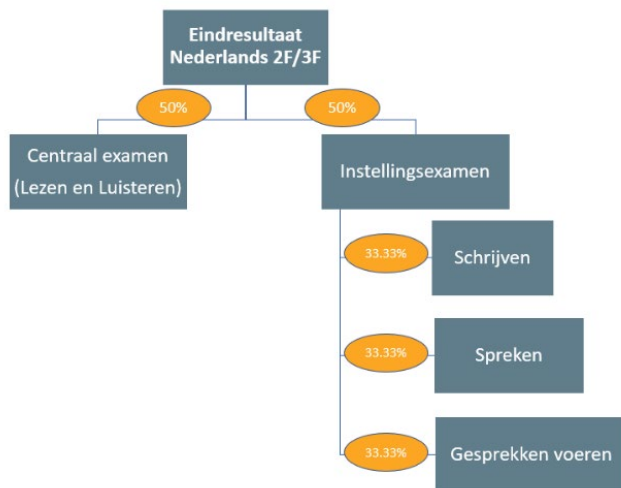 Eindresultaat
Nederlands 2F/3F
50%
50%
Centraal examen
(Lezen en Luisteren)
Instellingsexamen
33.33%
Schrijven
33.33%
Spreken
33.33%
Gesprekken voeren